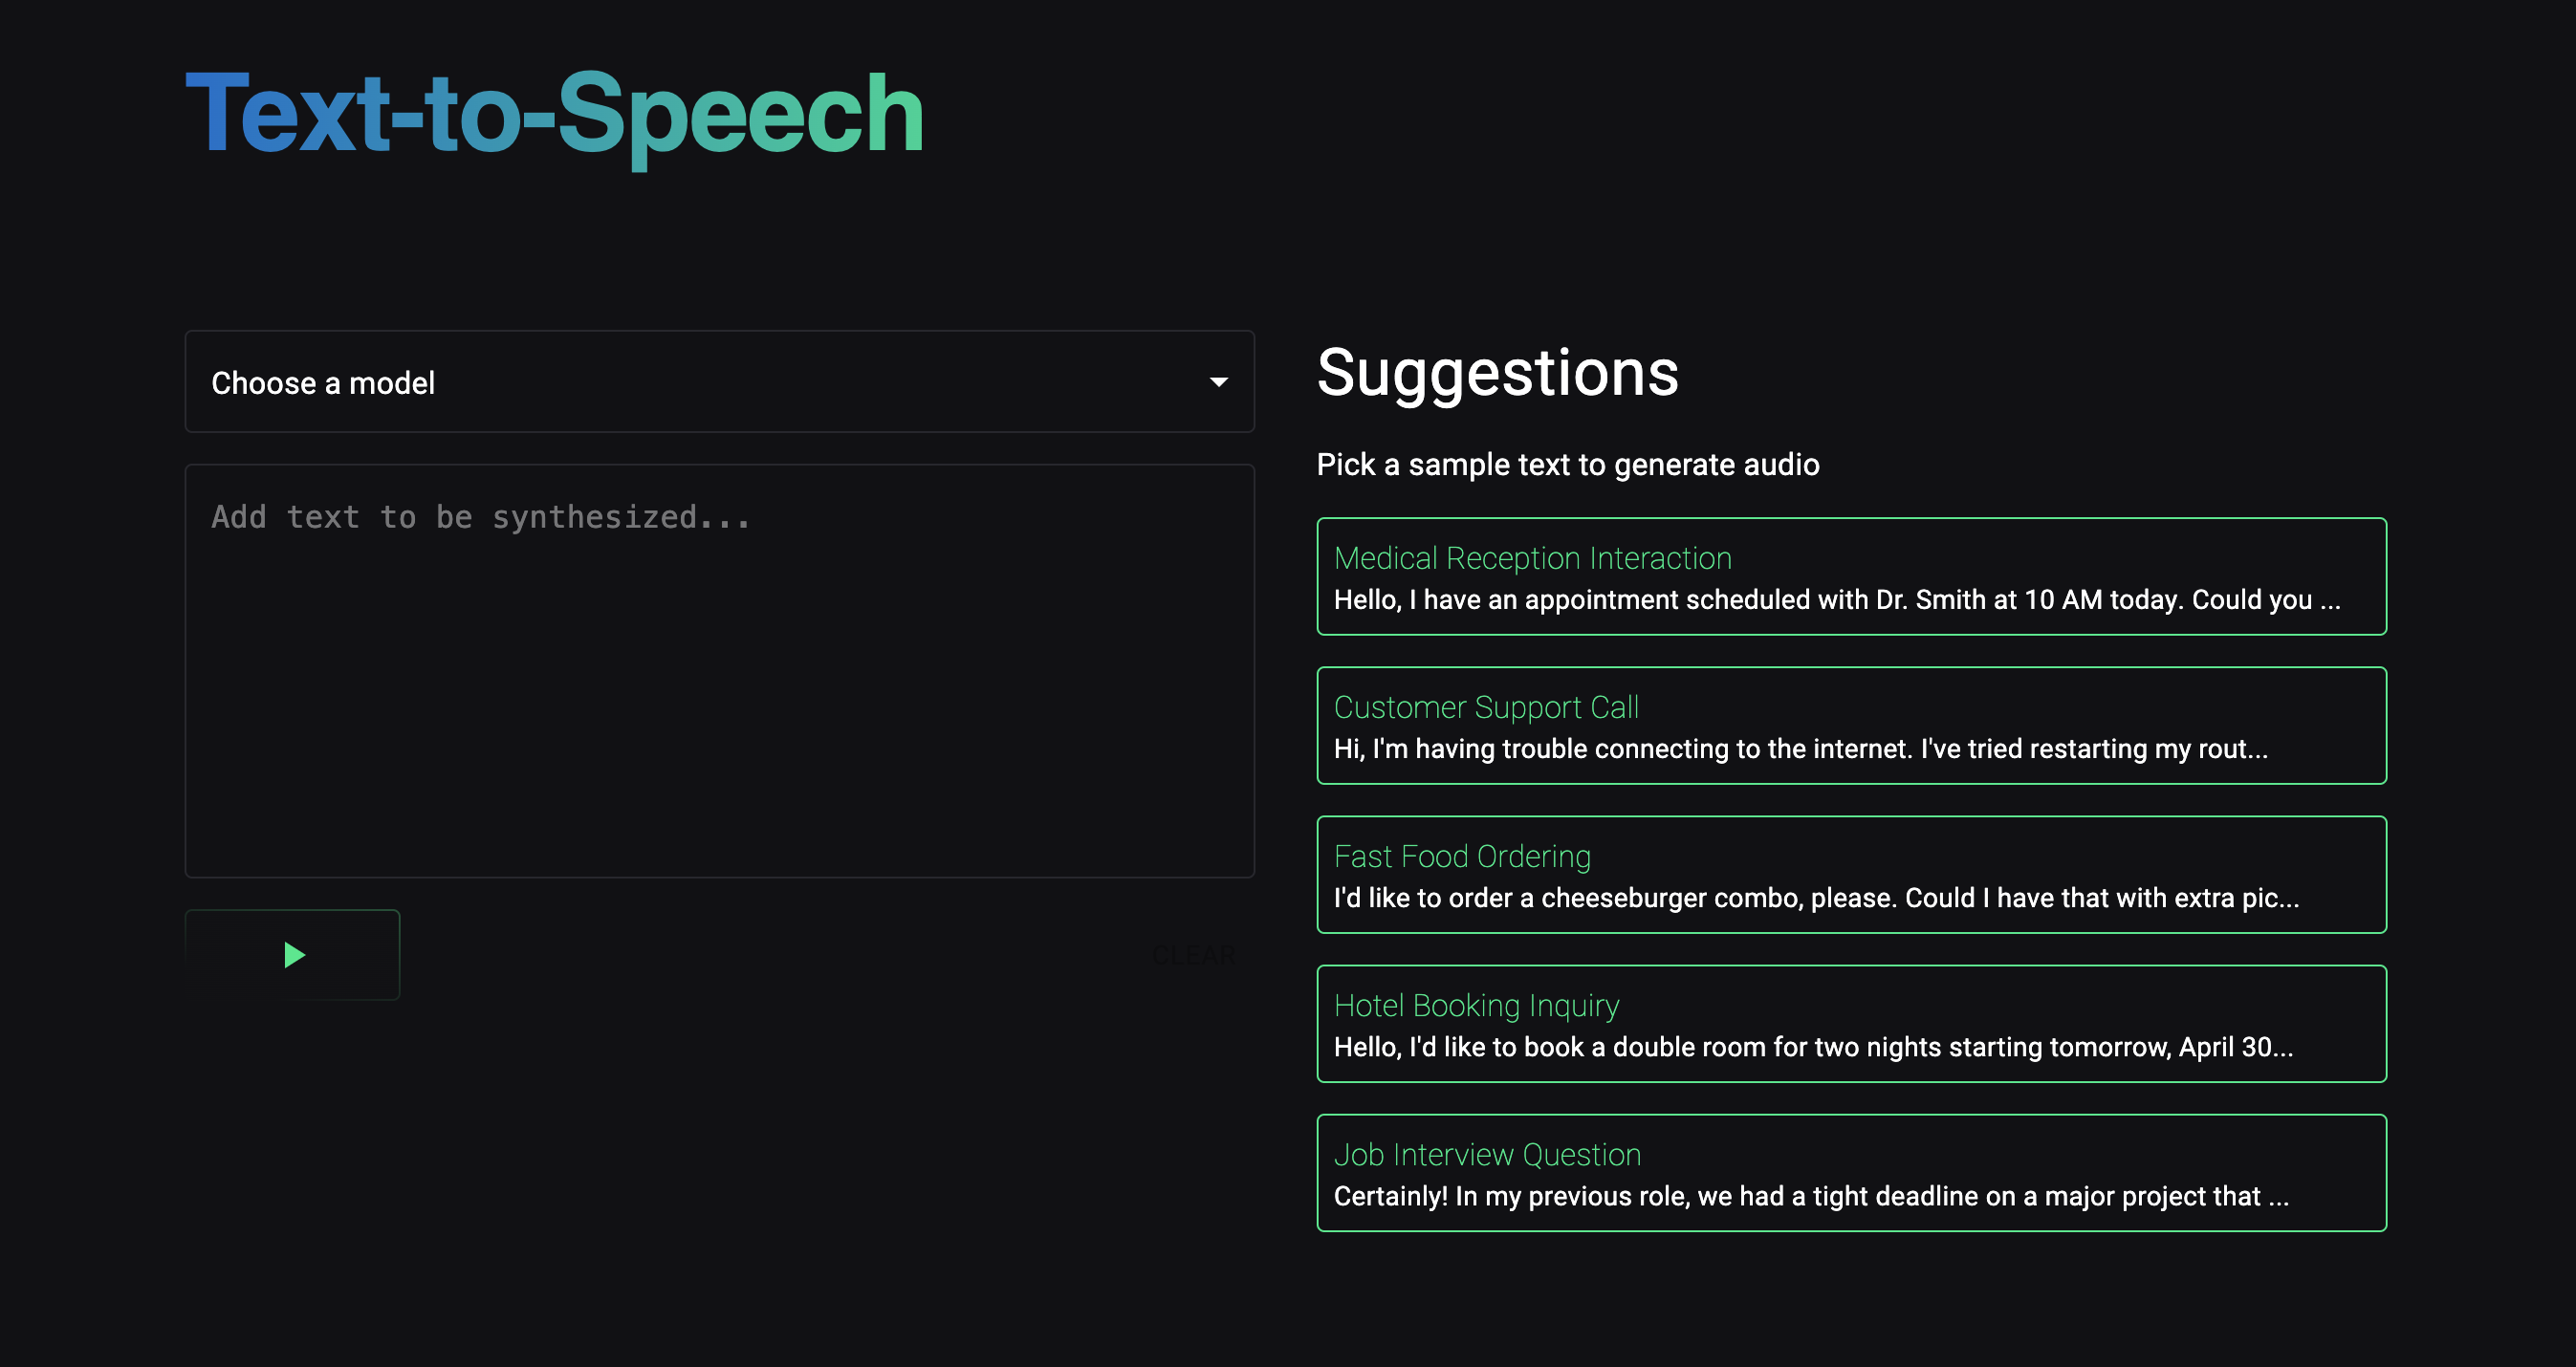 Text-to-Speech
Choose a model
Add text to be synthesized...
CLEAR
Suggestions
Pick a sample text to generate audio
Medical Reception Interaction
Hello, I have an appointment scheduled with Dr. Smith at 10 AM today. Could you ...
Customer Support Call
Hi, I'm having trouble connecting to the internet. I've tried restarting my rout...
Fast Food Ordering
I'd like to order a cheeseburger combo, please. Could I have that with extra pic...
Hotel Booking Inquiry
Hello, I'd like to book a double room for two nights starting tomorrow, April 30...
Job Interview Question
Certainly! In my previous role, we had a tight deadline on a major project that ...